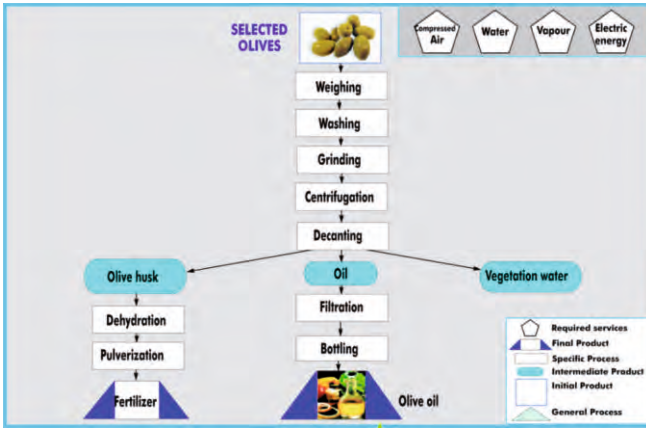 SELECTED
OLIVES
Compressed
Air
Water
Vapour
Electric
energy
Weighing
Washing
Grinding
Centrifugation
Decanting
Olive husk
Oil
Vegetation water
Dehydration
Filtration
Pulverization
Bottling
Fertilizer
Olive oil
Required services
Final Product
Specific Process
Intermediate Product
Initial Product
General Process